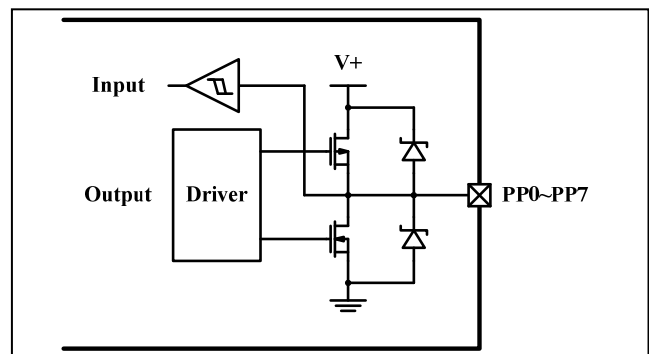 V+
Input
Output
Driver
PP0~PP7